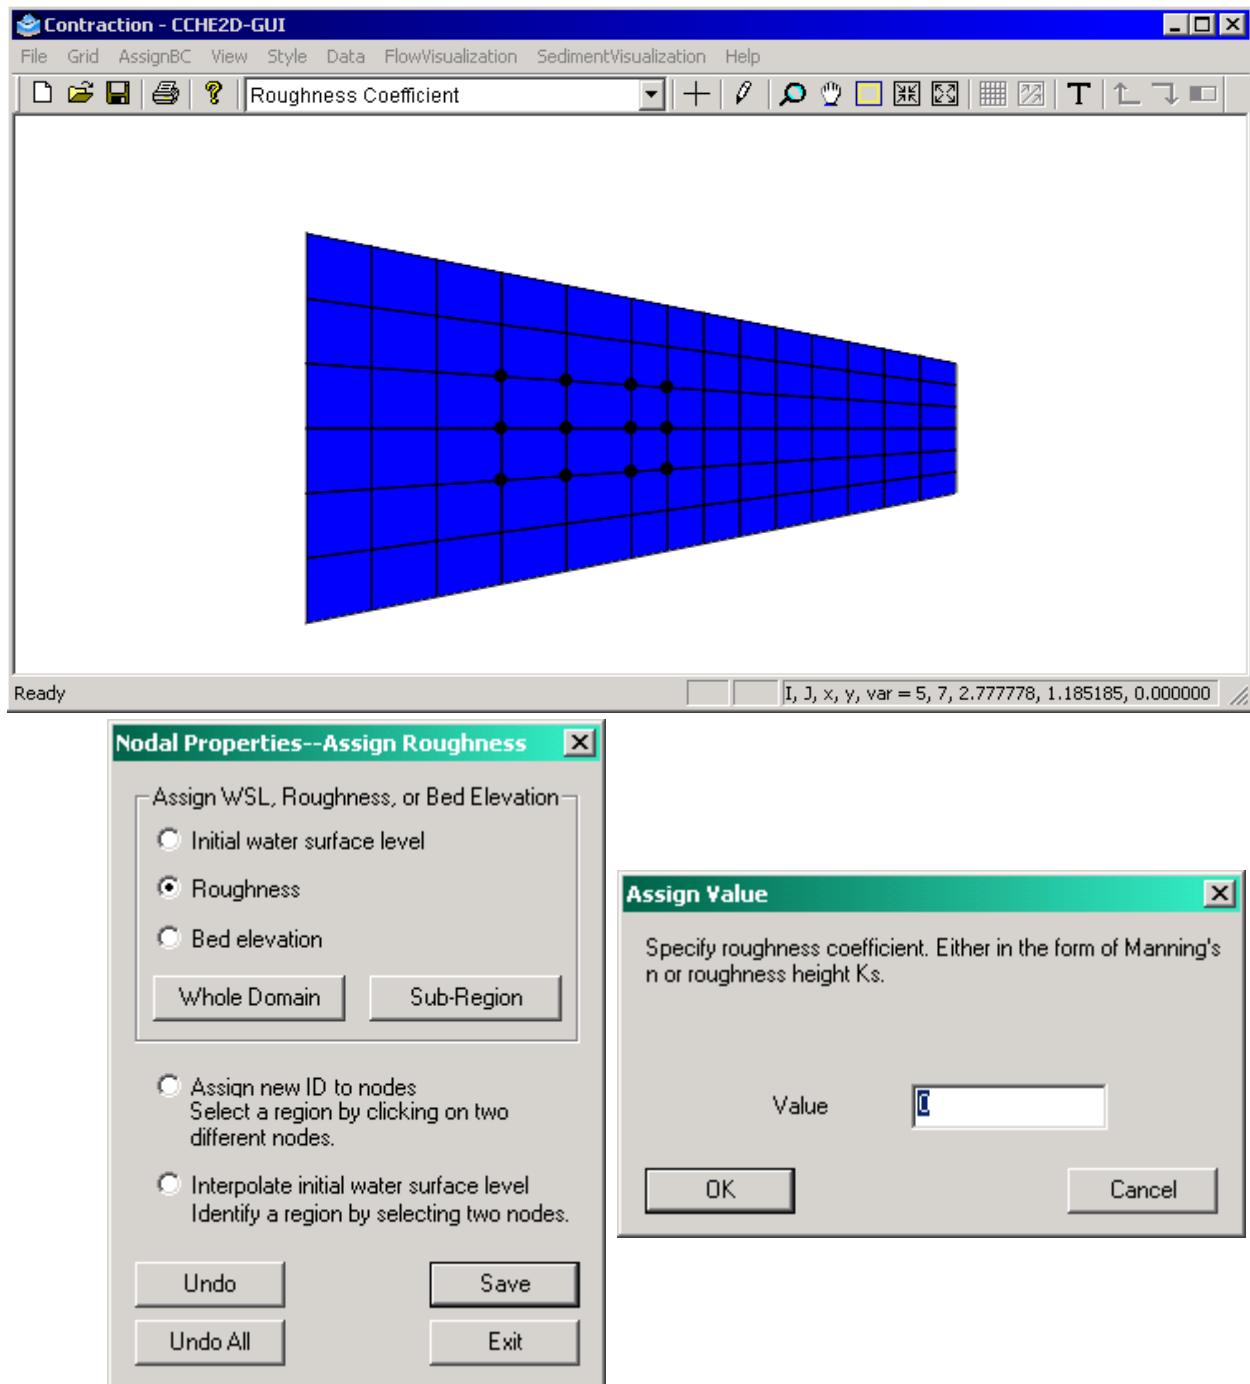 Contraction - CCHE2D-GUI
File Grid AssignBC View Style Data FlowVisualization SedimentVisualization Help
Roughness Coefficient
T
Ready
I, J, x, y, var = 5, 7, 2.777778, 1.185185, 0.000000
Nodal Properties--Assign Roughness
Assign WSL, Roughness, or Bed Elevation
Initial water surface level
Roughness
Bed elevation
Whole Domain Sub-Region
Assign new ID to nodes
Select a region by clicking on two
different nodes.
Interpolate initial water surface level
Identify a region by selecting two nodes.
Undo Save
Undo All Exit
Assign Value
Specify roughness coefficient. Either in the form of Manning's
n or roughness height Ks.
Value 0
OK Cancel